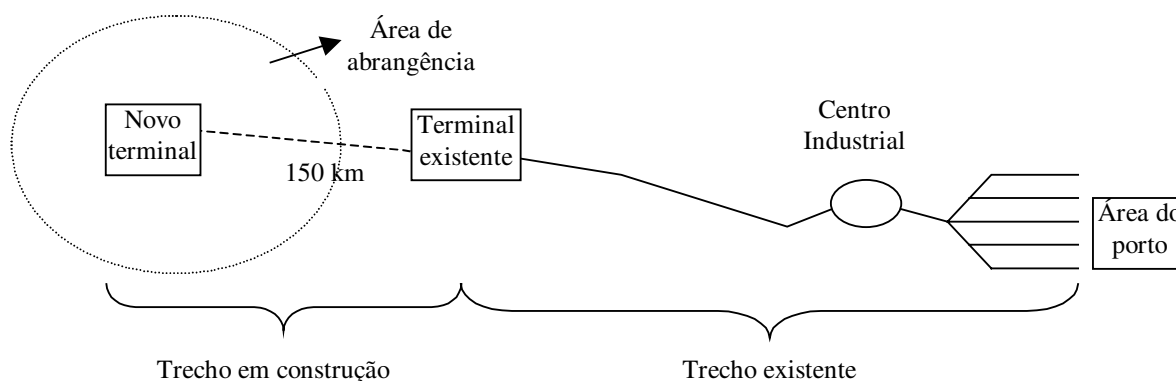 Área de
abrangência
Novo
terminal
150 km
Terminal
existente
Centro
Industrial
Área do
porto
Trecho em construção
Trecho existente